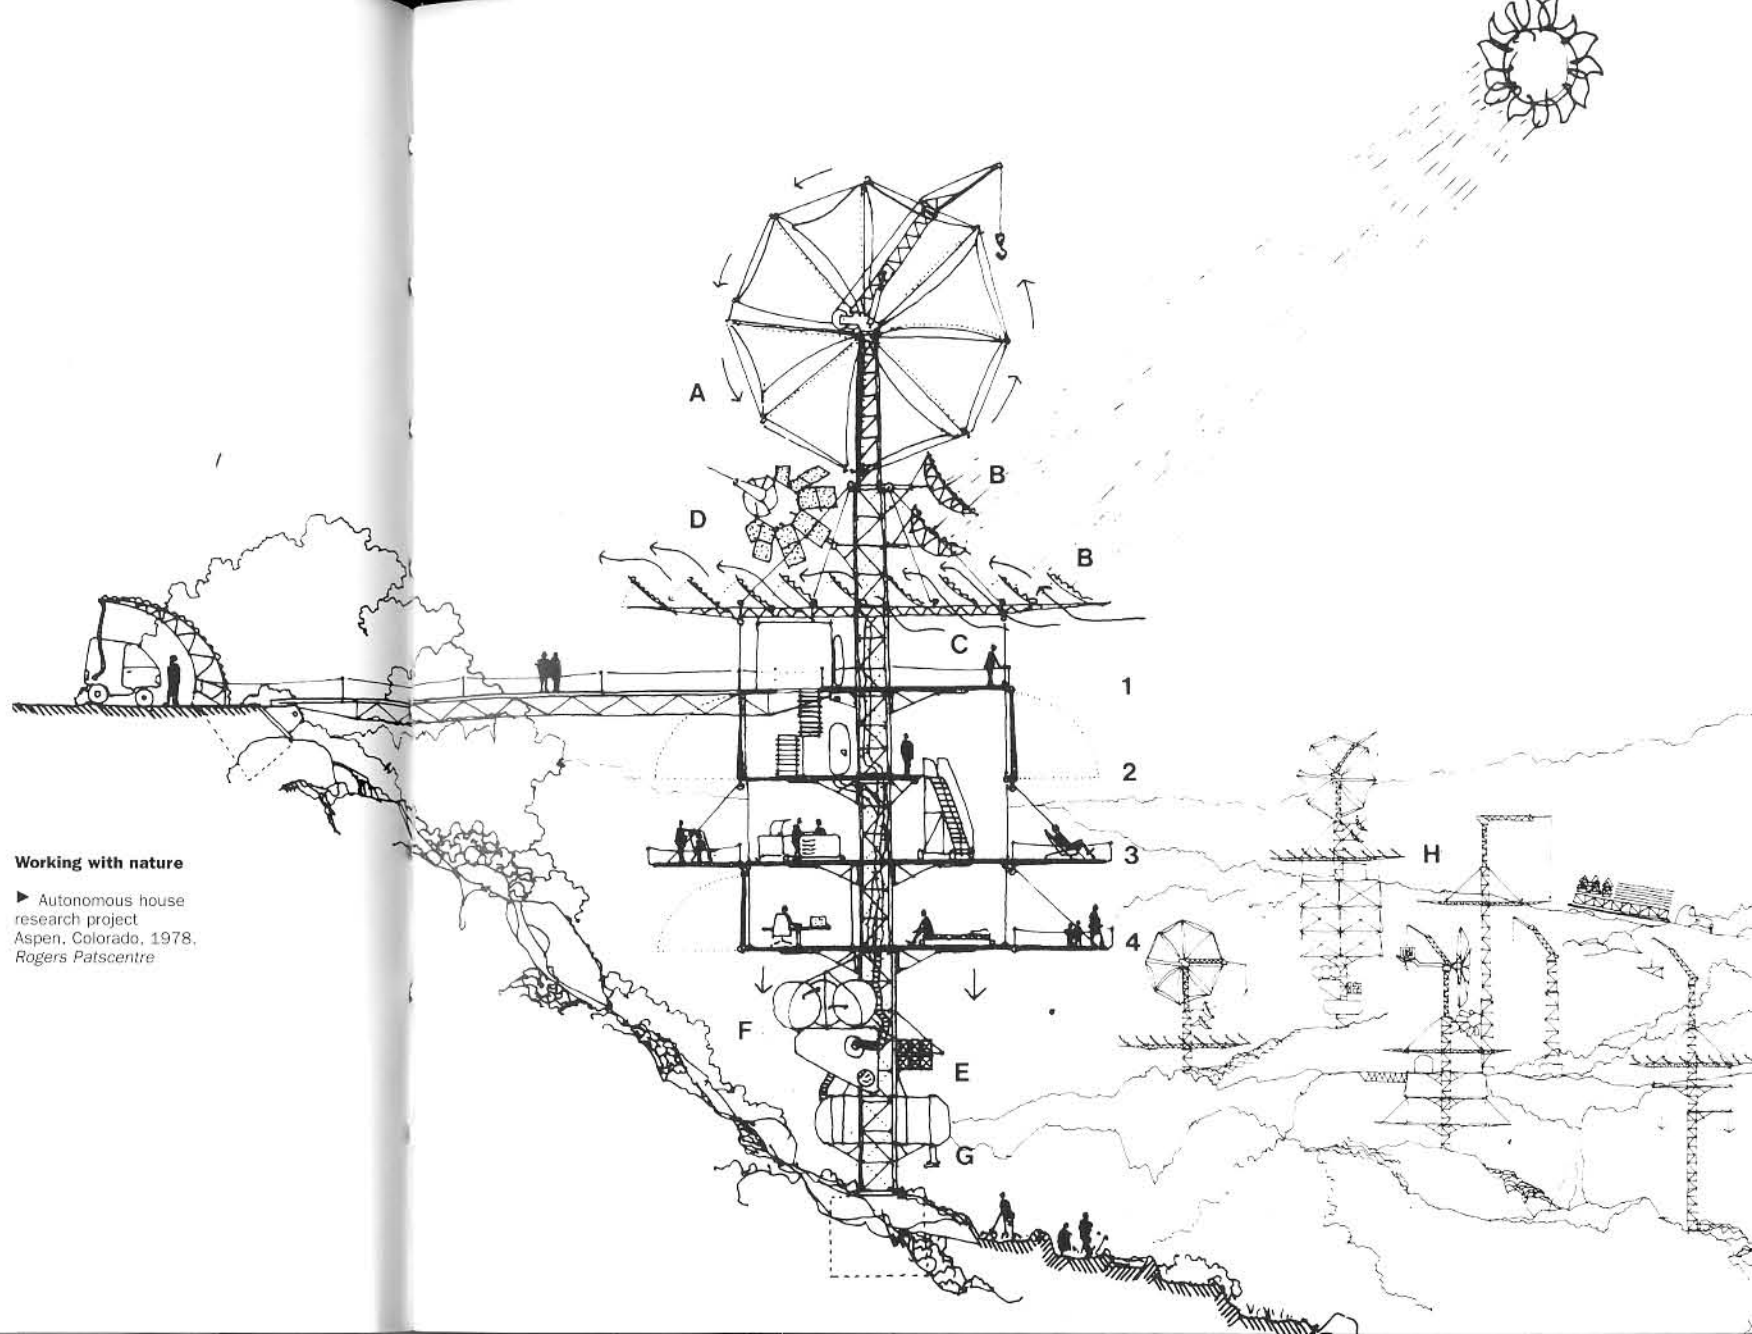 A
B
D
B
C
1
2
3
H
4
F
E
G
Working with nature
▶ Autonomous house
research project
Aspen, Colorado, 1978.
Rogers Patscentre